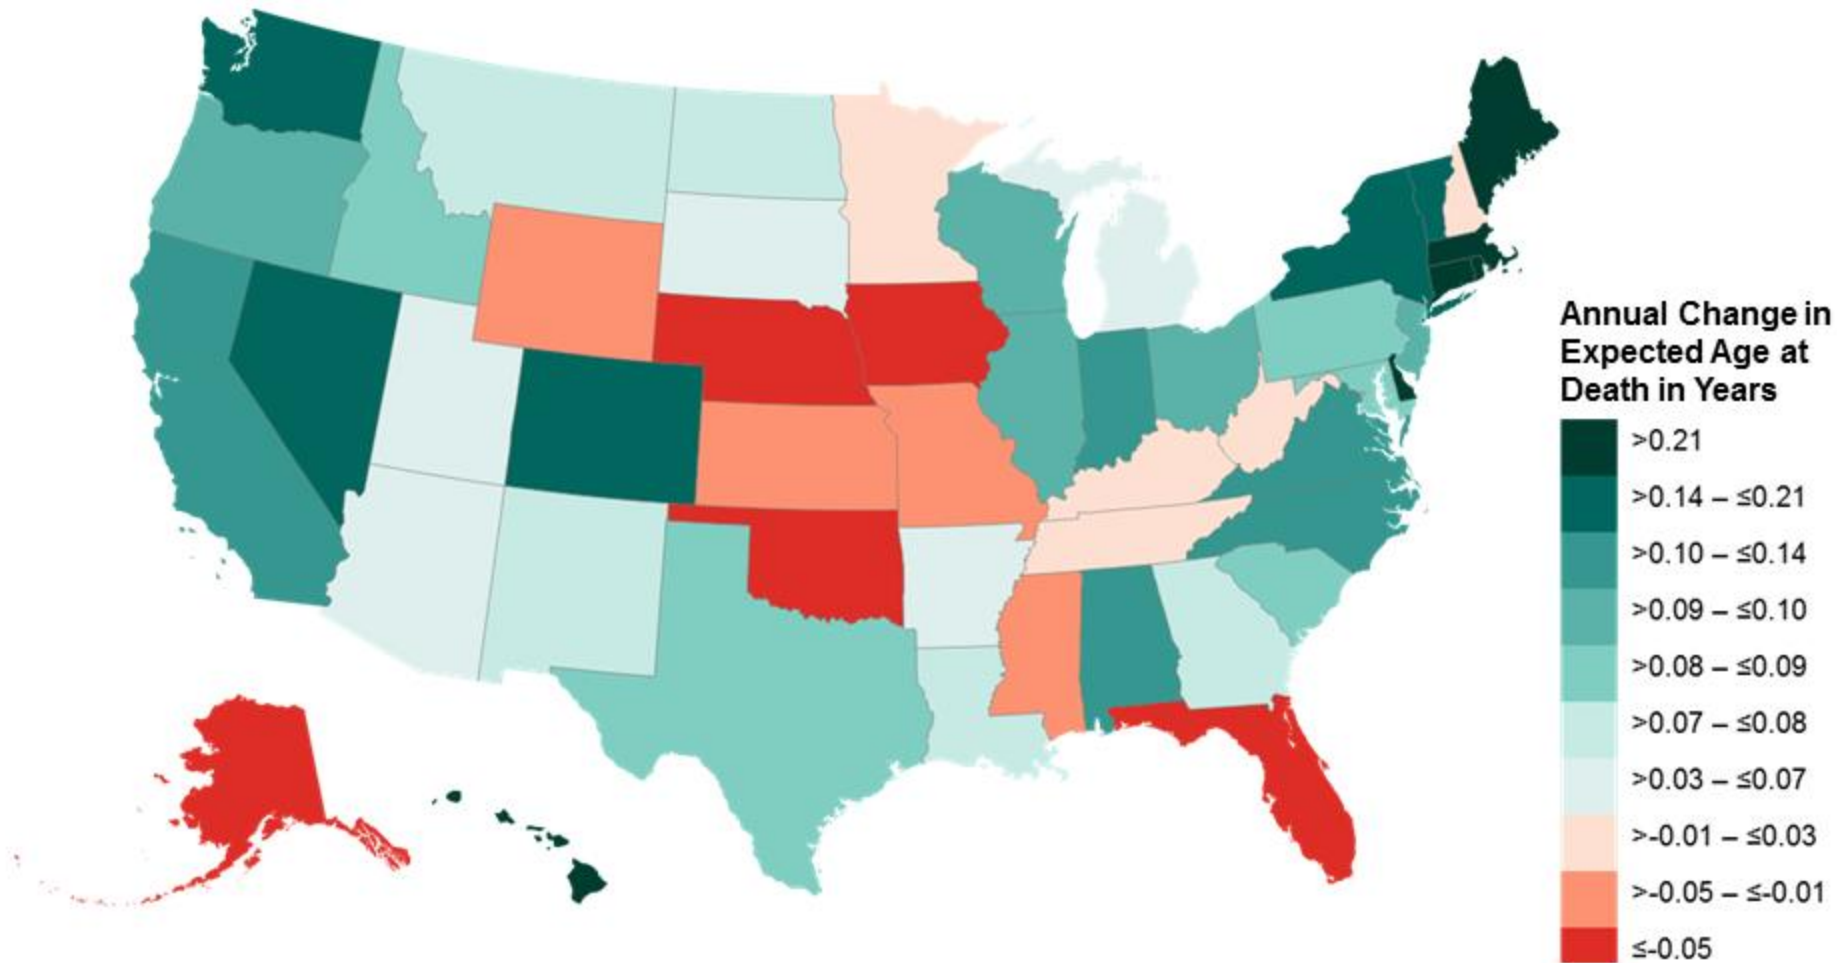 Annual Change in
Expected Age at
Death in Years
>0.21
>0.14 – ≤0.21
>0.10 – ≤0.14
>0.09 – ≤0.10
>0.08 – ≤0.09
>0.07 – ≤0.08
>0.03 – ≤0.07
>-0.01 – ≤0.03
>-0.05 – ≤-0.01
≤-0.05